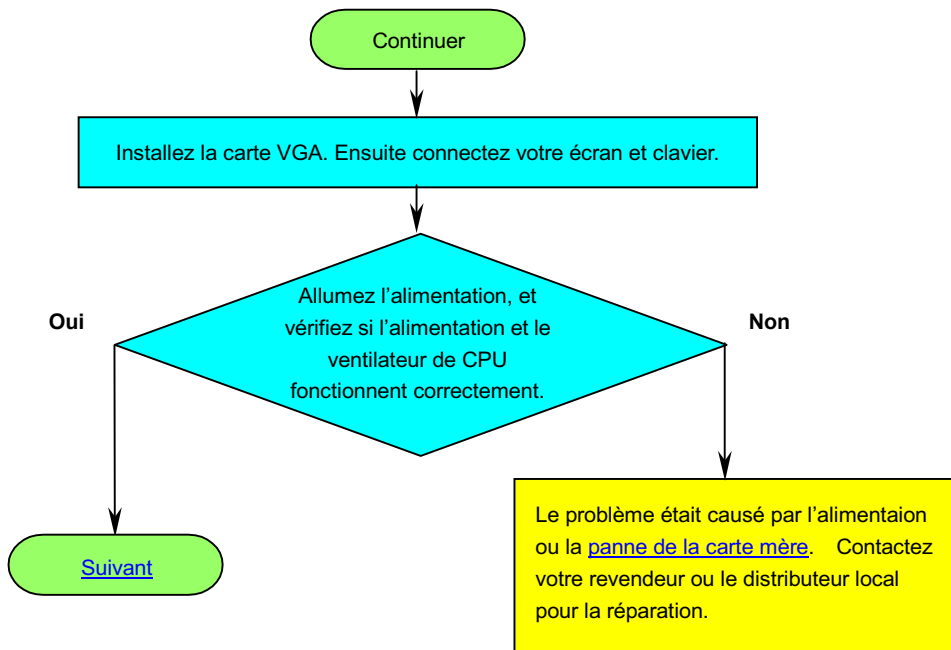 Continuer
Installez la carte VGA. Ensuite connectez votre écran et clavier.
Allumez l’alimentation, et
vérifiez si l’alimentation et le
ventilateur de CPU
fonctionnent correctement.
Oui
Non
Suivant
Le problème était causé par l’alimentaion
ou la panne de la carte mère. Contactez
votre revendeur ou le distributeur local
pour la réparation.